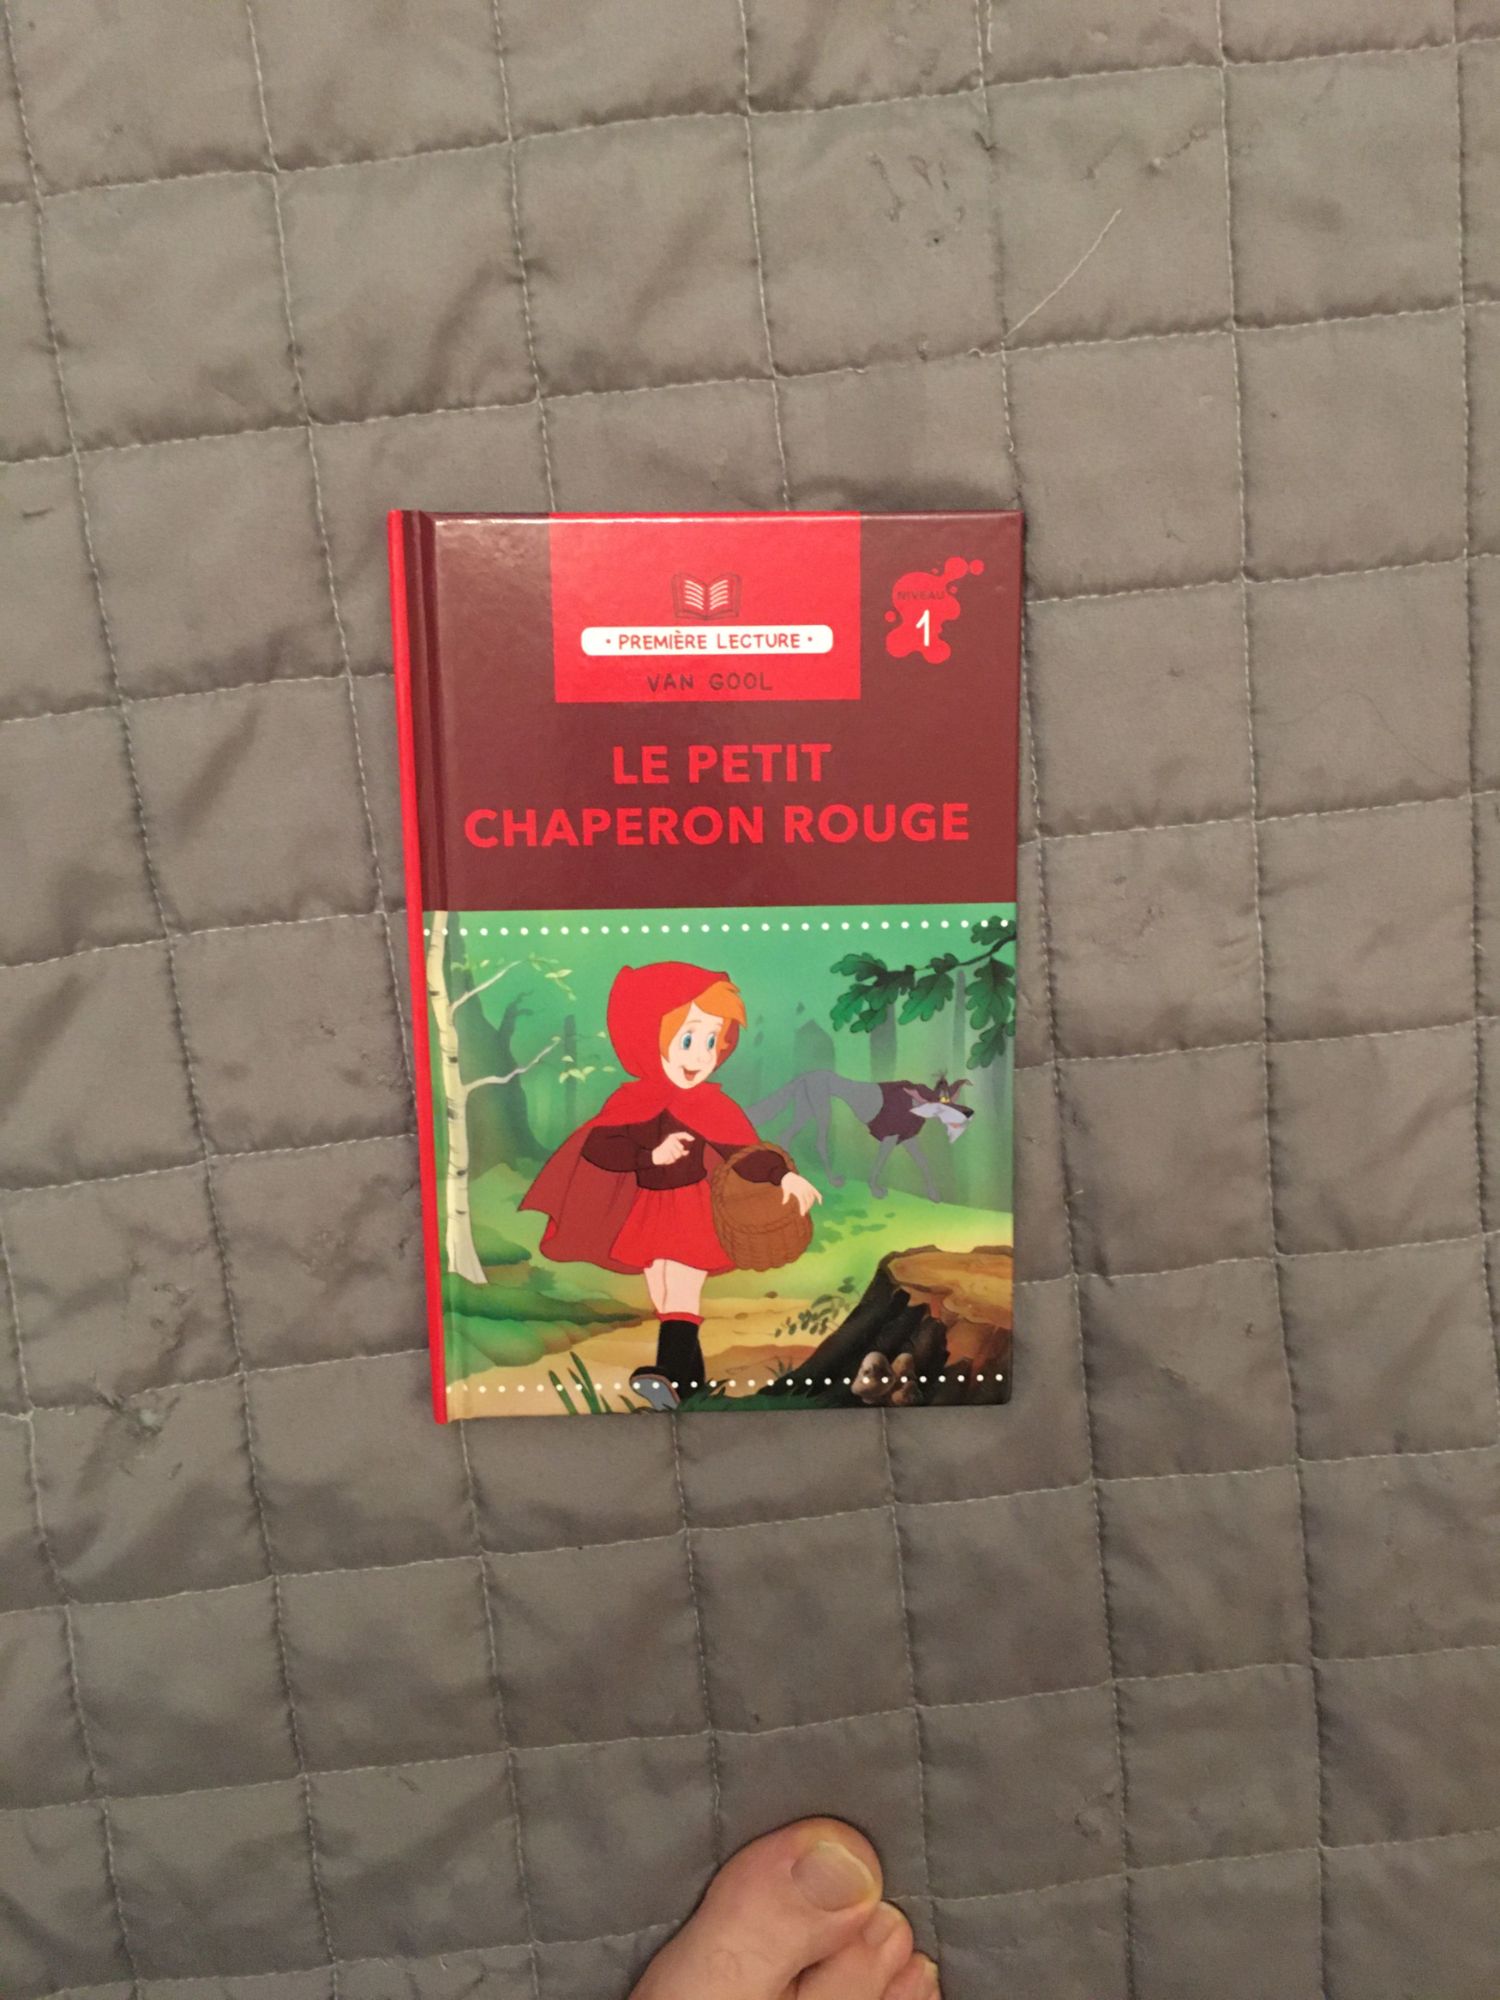 PREMIÈRE LECTURE
VAN GOOL
NIVEAU
1
LE PETIT
CHAPERON ROUGE